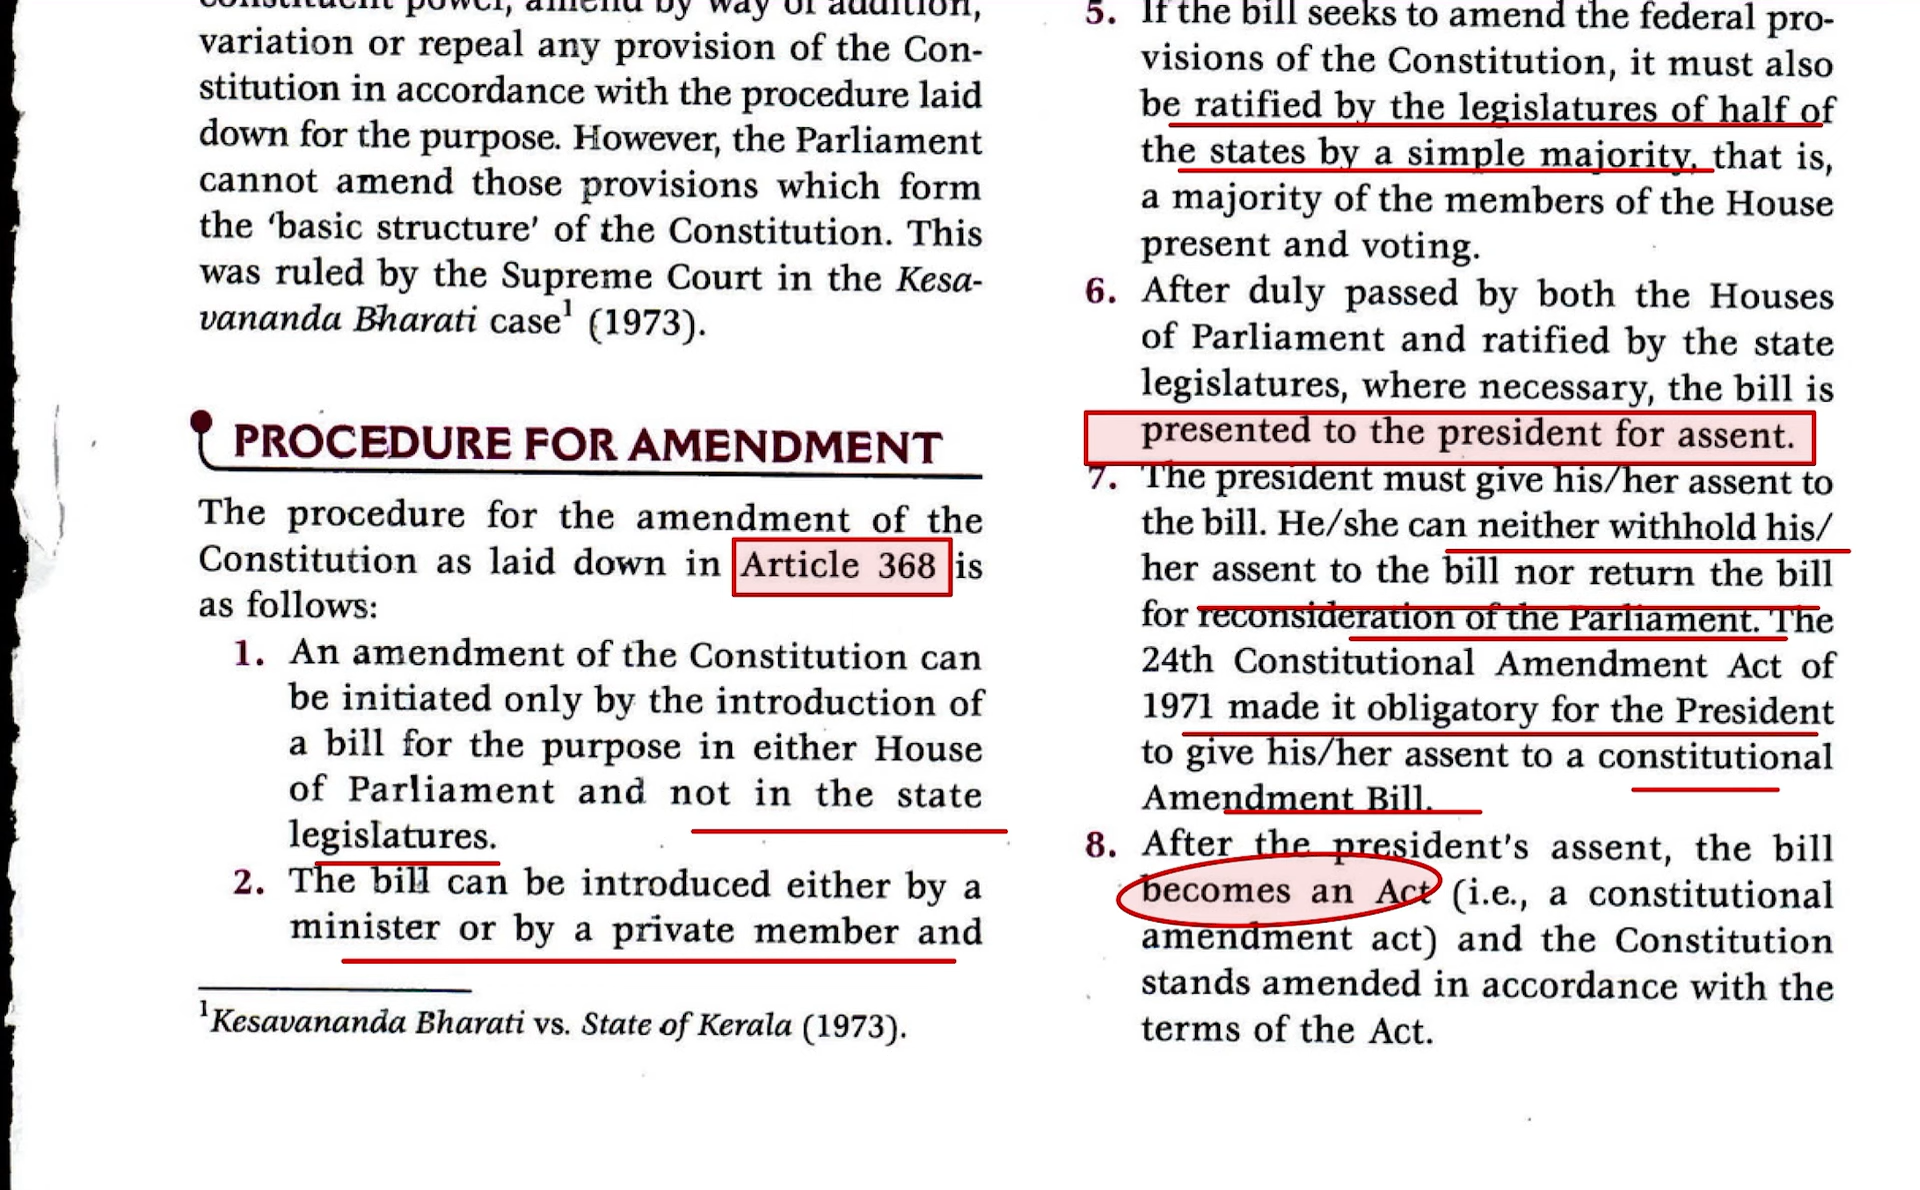 constituent power, amend by way of addition,
variation or repeal any provision of the Con-
stitution in accordance with the procedure laid
down for the purpose. However, the Parliament
cannot amend those provisions which form
the ‘basic structure’ of the Constitution. This
was ruled by the Supreme Court in the Kesa-
vananda Bharati case¹ (1973).
PROCEDURE FOR AMENDMENT
The procedure for the amendment of the
Constitution as laid down in Article 368 is
as follows:
1. An amendment of the Constitution can
be initiated only by the introduction of
a bill for the purpose in either House
of Parliament and not in the state
legislatures.
2. The bill can be introduced either by a
minister or by a private member and
¹Kesavananda Bharati vs. State of Kerala (1973).
5. If the bill seeks to amend the federal pro-
visions of the Constitution, it must also
be ratified by the legislatures of half of
the states by a simple majority, that is,
a majority of the members of the House
present and voting.
6. After duly passed by both the Houses
of Parliament and ratified by the state
legislatures, where necessary, the bill is
presented to the president for assent.
7. The president must give his/her assent to
the bill. He/she can neither withhold his/
her assent to the bill nor return the bill
for reconsideration of the Parliament. The
24th Constitutional Amendment Act of
1971 made it obligatory for the President
to give his/her assent to a constitutional
Amendment Bill.
8. After the president's assent, the bill
becomes an Act (i.e., a constitutional
amendment act) and the Constitution
stands amended in accordance with the
terms of the Act.